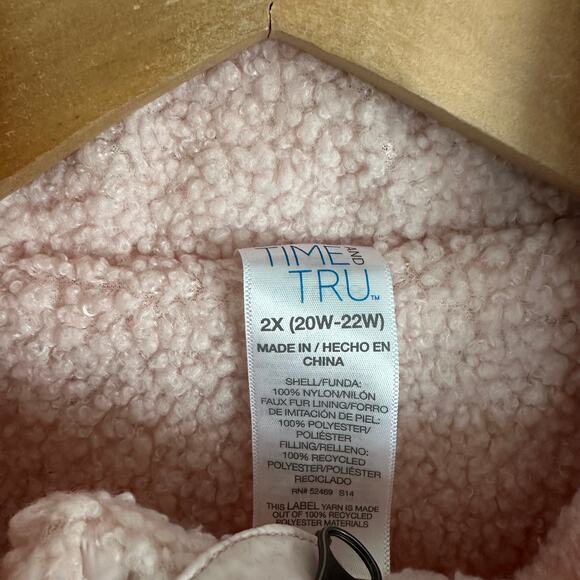 TIME AND
TRU™
2X (20W-22W)
MADE IN / HECHO EN
CHINA
SHELL/FUNDA:
100% NYLON/NILÓN
FAUX FUR LINING/FORRO
DE IMITACIÓN DE PIEL:
100% POLYESTER/
POLIÉSTER
FILLING/RELLENO:
100% RECYCLED
POLYESTER/POLIÉSTER
RECICLADO
RN# 52469 S14
THIS LABEL YARN IS MADE
OUT OF 100% RECYCLED
POLYESTER MATERIALS